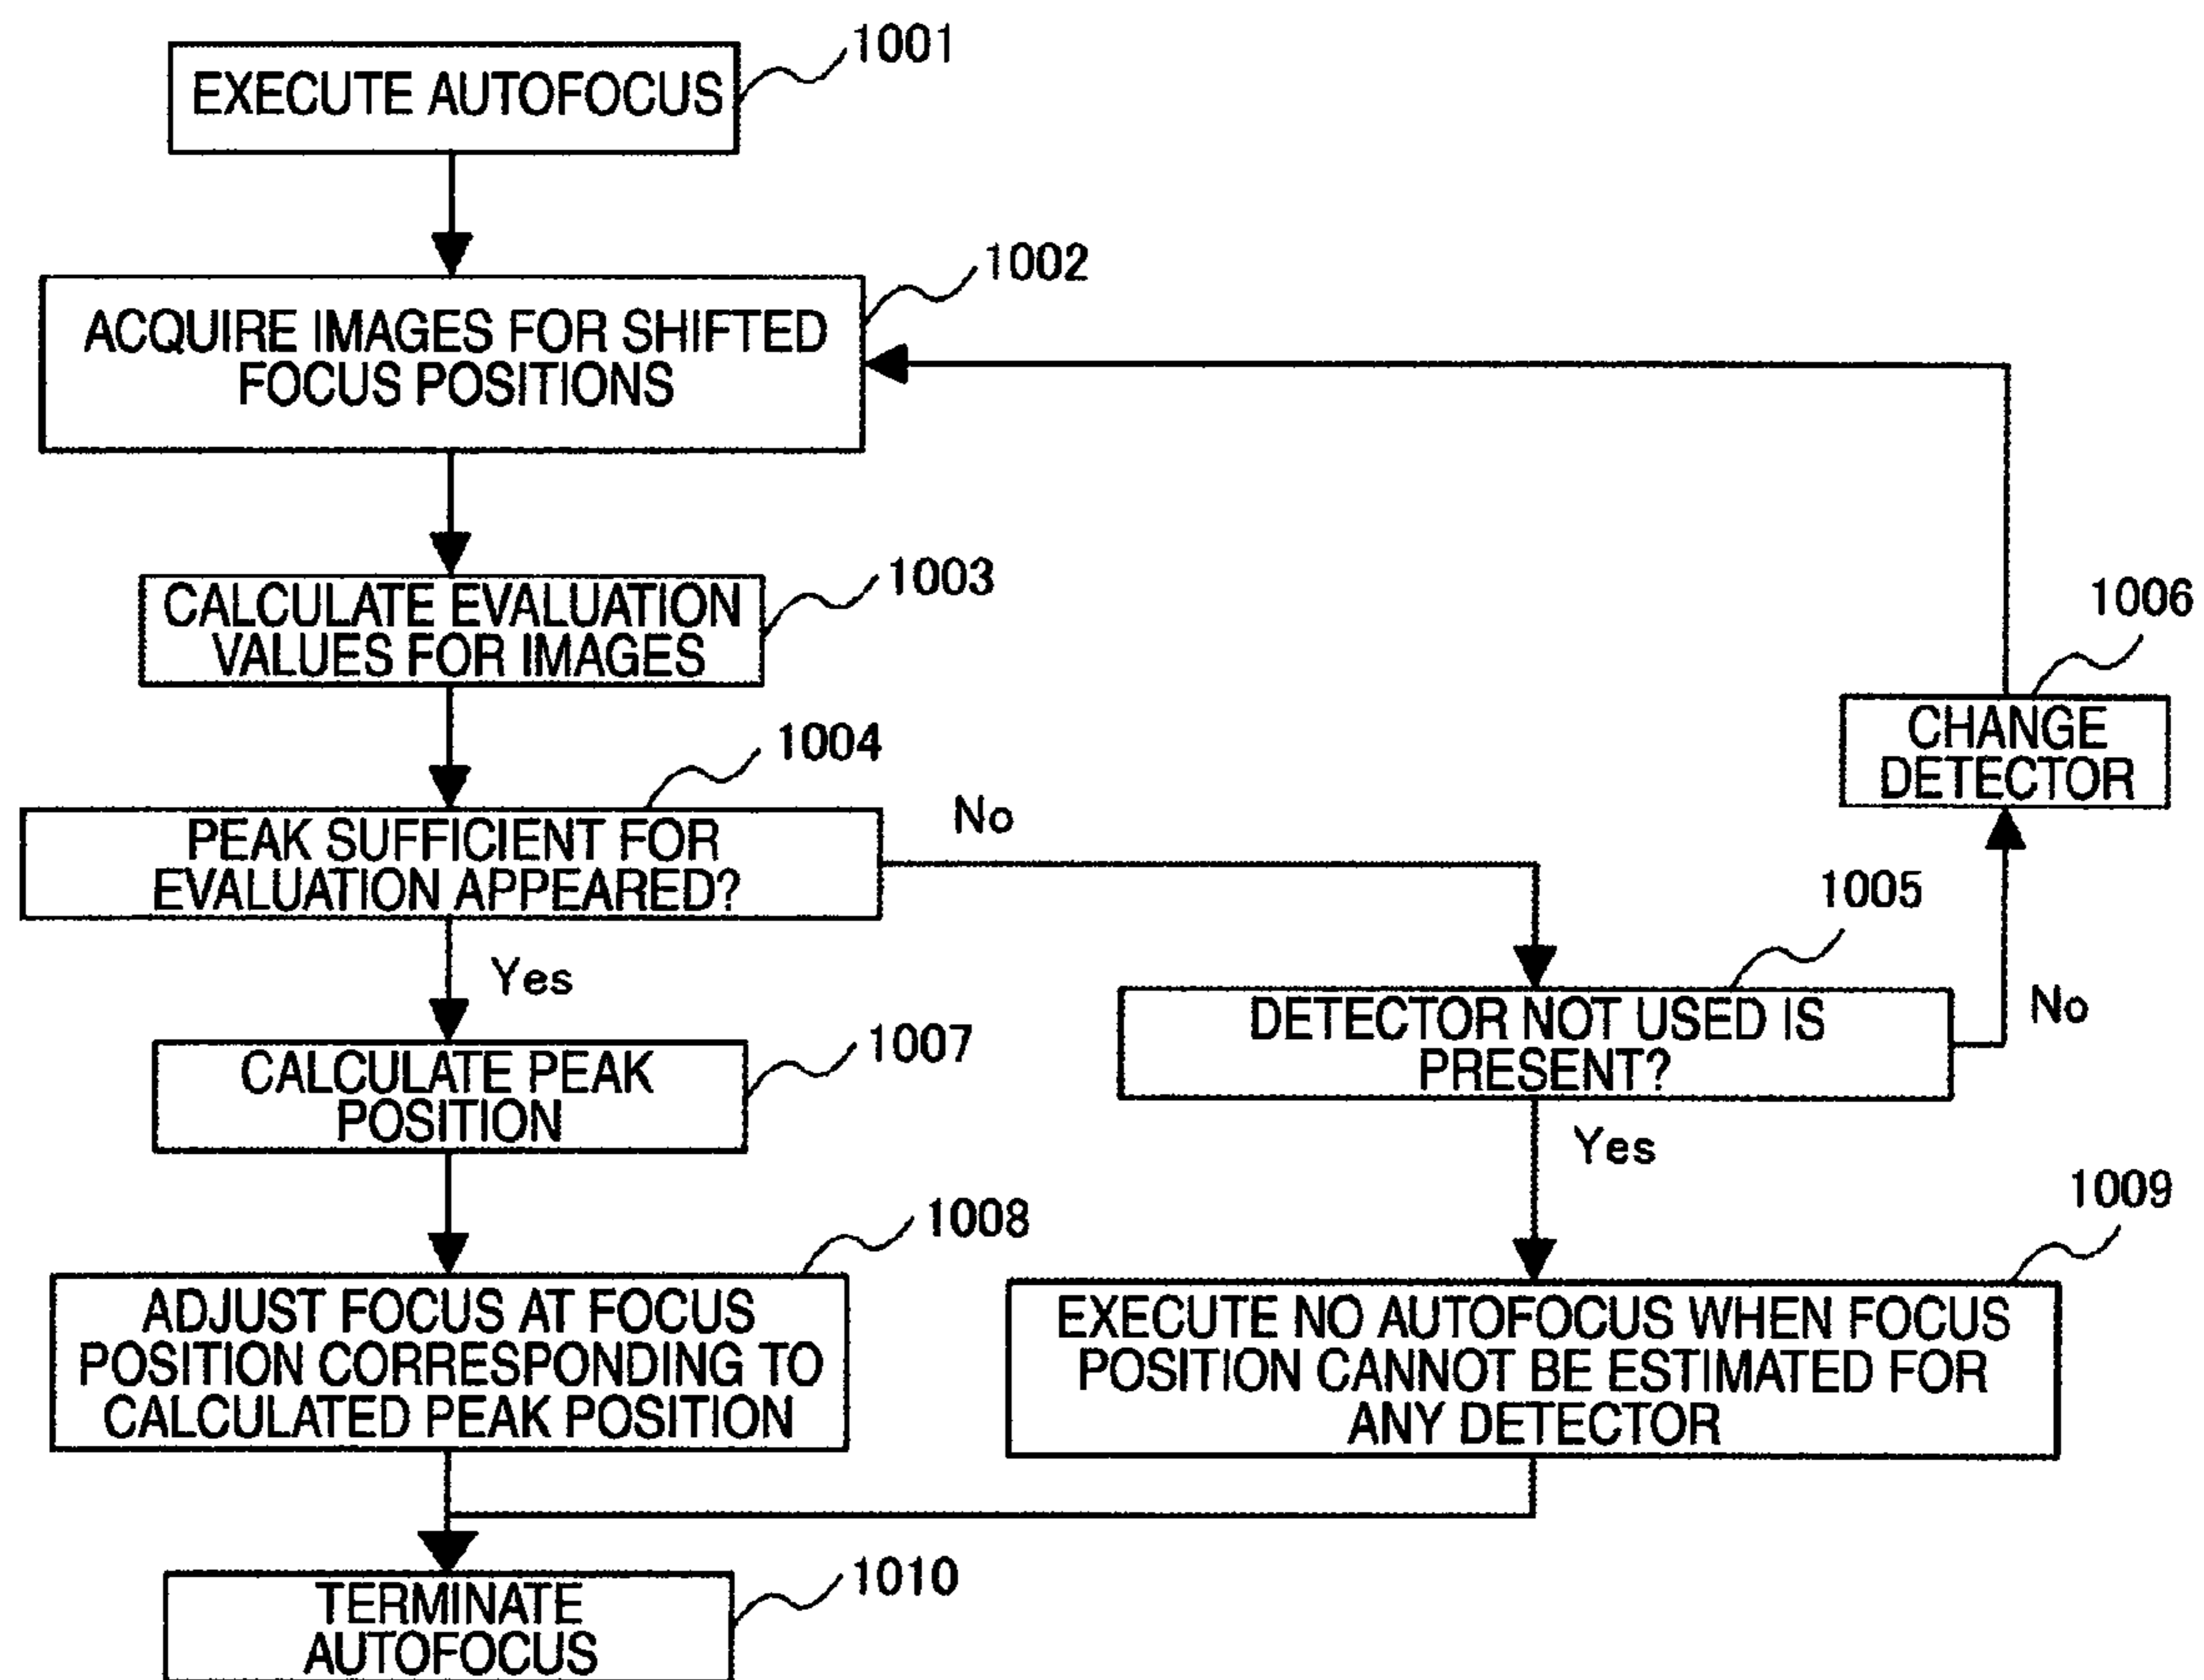 1001
EXECUTE AUTOFOCUS
1002
ACQUIRE IMAGES FOR SHIFTED
FOCUS POSITIONS
1003
CALCULATE EVALUATION
VALUES FOR IMAGES
1006
CHANGE
DETECTOR
1004
PEAK SUFFICIENT FOR
EVALUATION APPEARED?
No
Yes
1005
DETECTOR NOT USED IS
PRESENT?
No
Yes
1007
CALCULATE PEAK
POSITION
1008
ADJUST FOCUS AT FOCUS
POSITION CORRESPONDING TO
CALCULATED PEAK POSITION
1009
EXECUTE NO AUTOFOCUS WHEN FOCUS
POSITION CANNOT BE ESTIMATED FOR
ANY DETECTOR
1010
TERMINATE
AUTOFOCUS